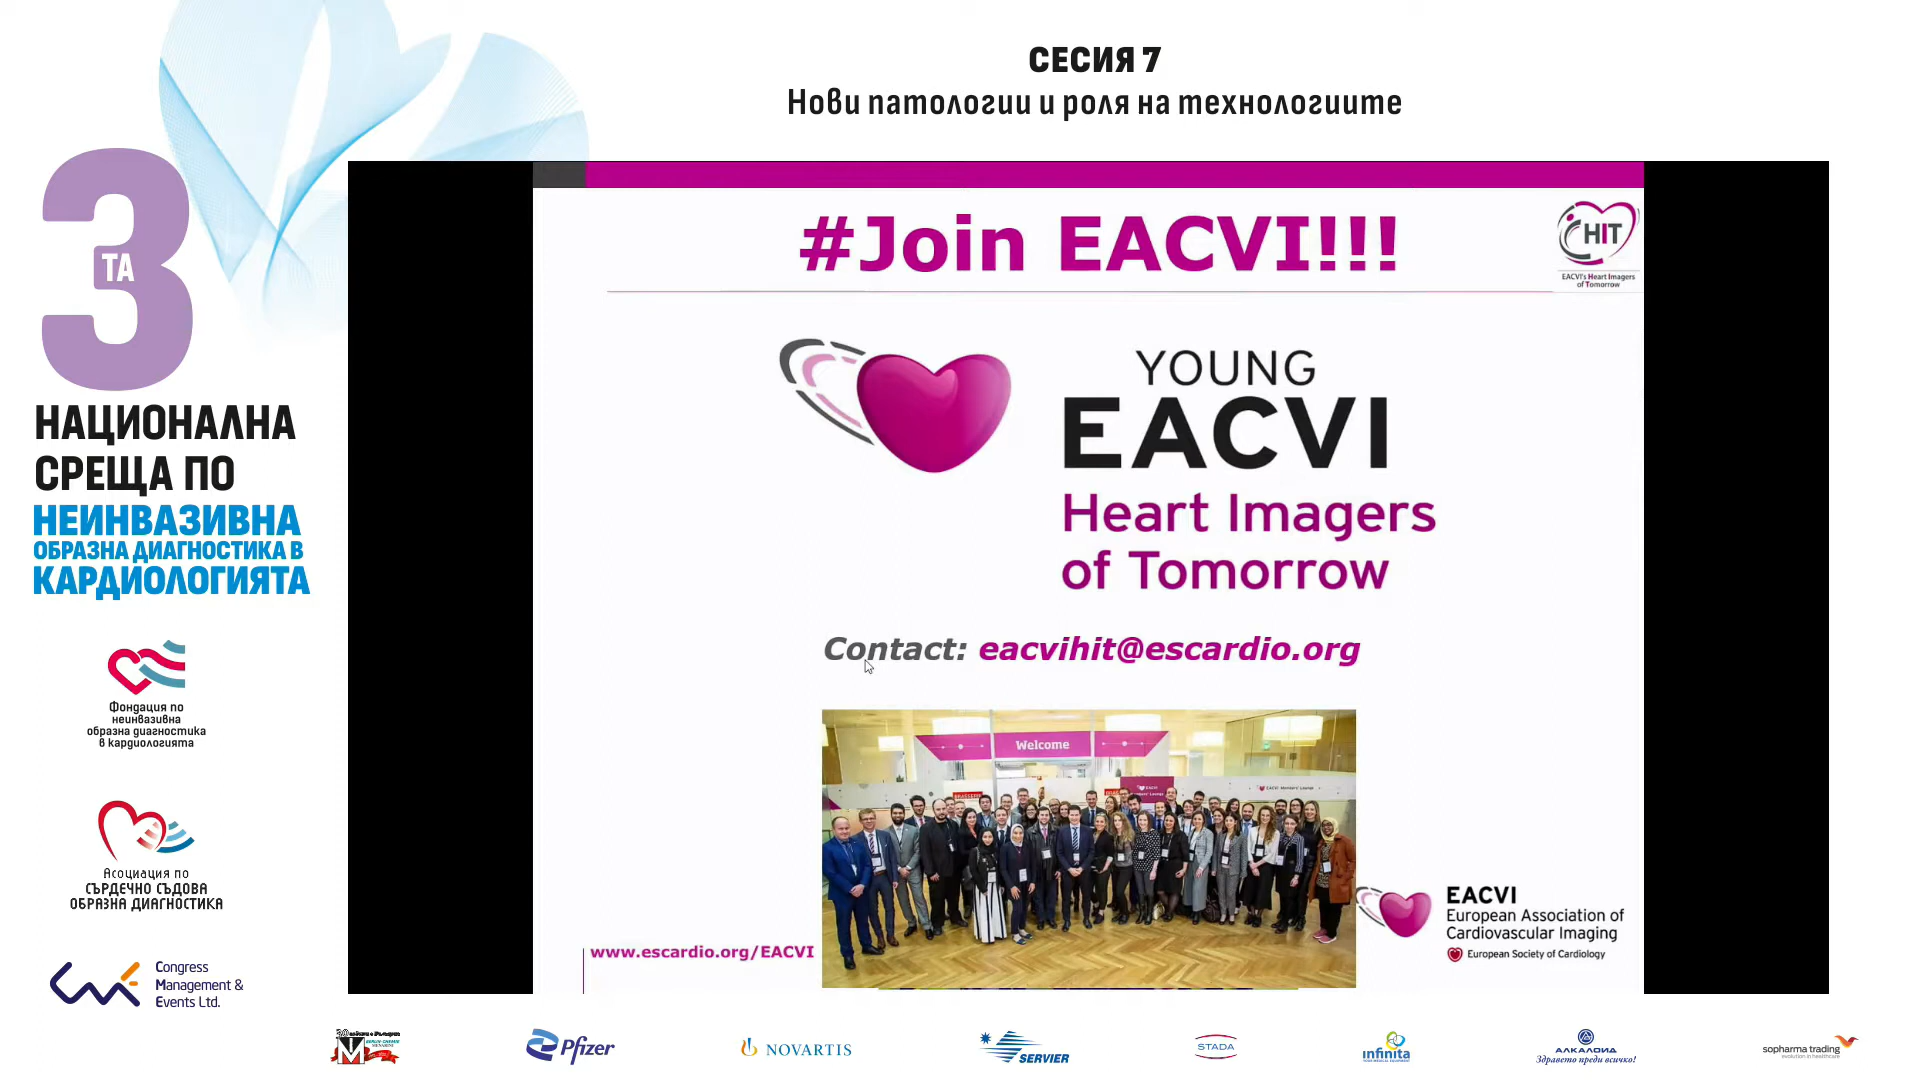 СЕСИЯ 7
Нови патологии и роля на технологиите
3
ТА
НАЦИОНАЛНА
СРЕЩА ПО
НЕИНВАЗИВНА
ОБРАЗНА ДИАГНОСТИКА В
КАРДИОЛОГИЯТА
Фондация по
неинвазивна
образна диагностика
в кардиологията
Асоциация по
СЪРДЕЧНО СЪДОВА
ОБРАЗНА ДИАГНОСТИКА
Congress
Management &
Events Ltd.
#Join EACVI!!!
HIT
EACVI's Heart Imagers
of Tomorrow
YOUNG
EACVI
Heart Imagers
of Tomorrow
Contact: eacvihit@escardio.org
Welcome
www.escardio.org/EACVI
EACVI
European Association of
Cardiovascular Imaging
European Society of Cardiology
Pfizer
NOVARTIS
SERVIER
STADA
infinita
АЛКАЛОИД
Здравето преди всичко!
sopharma trading
evolution in healthcare